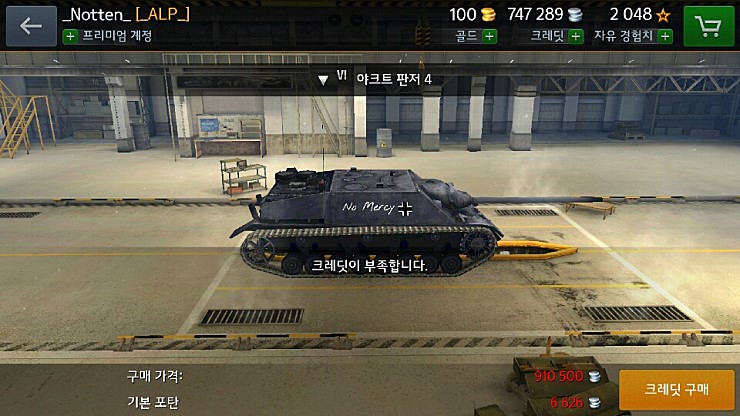 _Notten_ [_ALP_]
프리미엄 계정
100
747 289
2 048
골드
크레딧
자유 경험치
VI 야크트 판저 4
No Mercy
크레딧이 부족합니다.
구매 가격: 910 500
기본 포탄 6 626
크레딧 구매